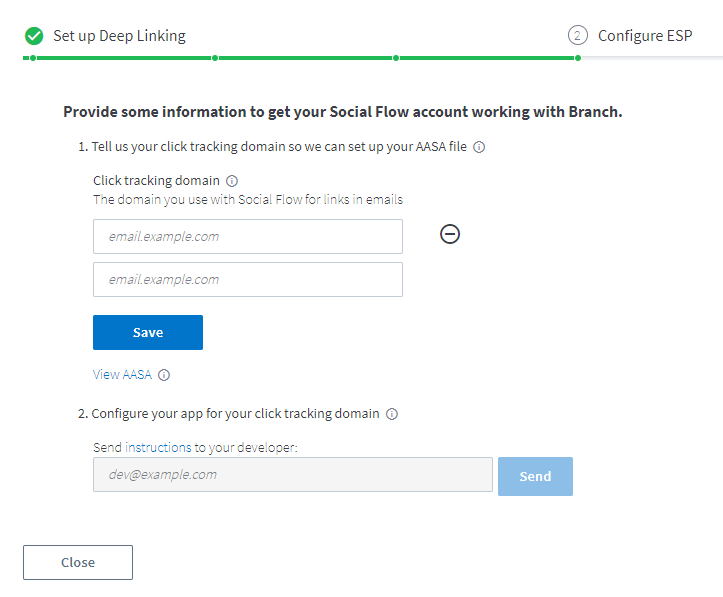 Set up Deep Linking
2 Configure ESP
Provide some information to get your Social Flow account working with Branch.
1. Tell us your click tracking domain so we can set up your AASA file
Click tracking domain
The domain you use with Social Flow for links in emails
email.example.com
email.example.com
Save
View AASA
2. Configure your app for your click tracking domain
Send instructions to your developer:
dev@example.com
Send
Close